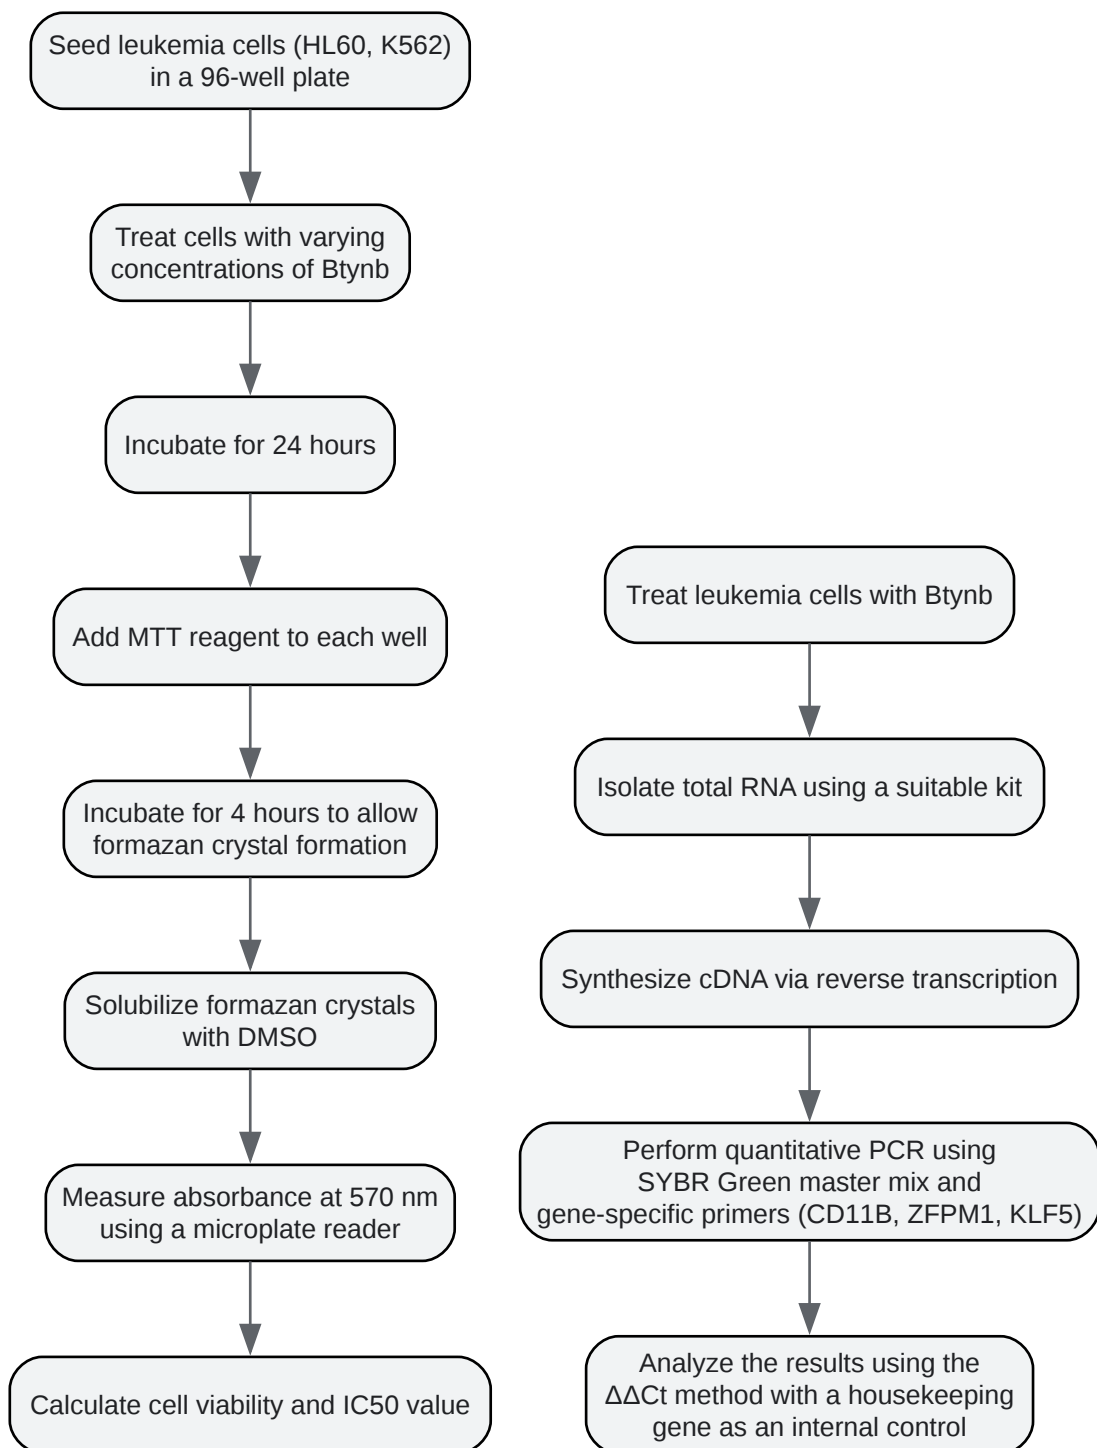 Seed leukemia cells (HL60, K562)
in a 96-well plate
Treat cells with varying
concentrations of Btynb
Incubate for 24 hours
Add MTT reagent to each well
Incubate for 4 hours to allow
formazan crystal formation
Solubilize formazan crystals
with DMSO
Measure absorbance at 570 nm
using a microplate reader
Calculate cell viability and IC50 value
Treat leukemia cells with Btynb
Isolate total RNA using a suitable kit
Synthesize cDNA via reverse transcription
Perform quantitative PCR using
SYBR Green master mix and
gene-specific primers (CD11B, ZFPM1, KLF5)
Analyze the results using the
ΔΔCt method with a housekeeping
gene as an internal control